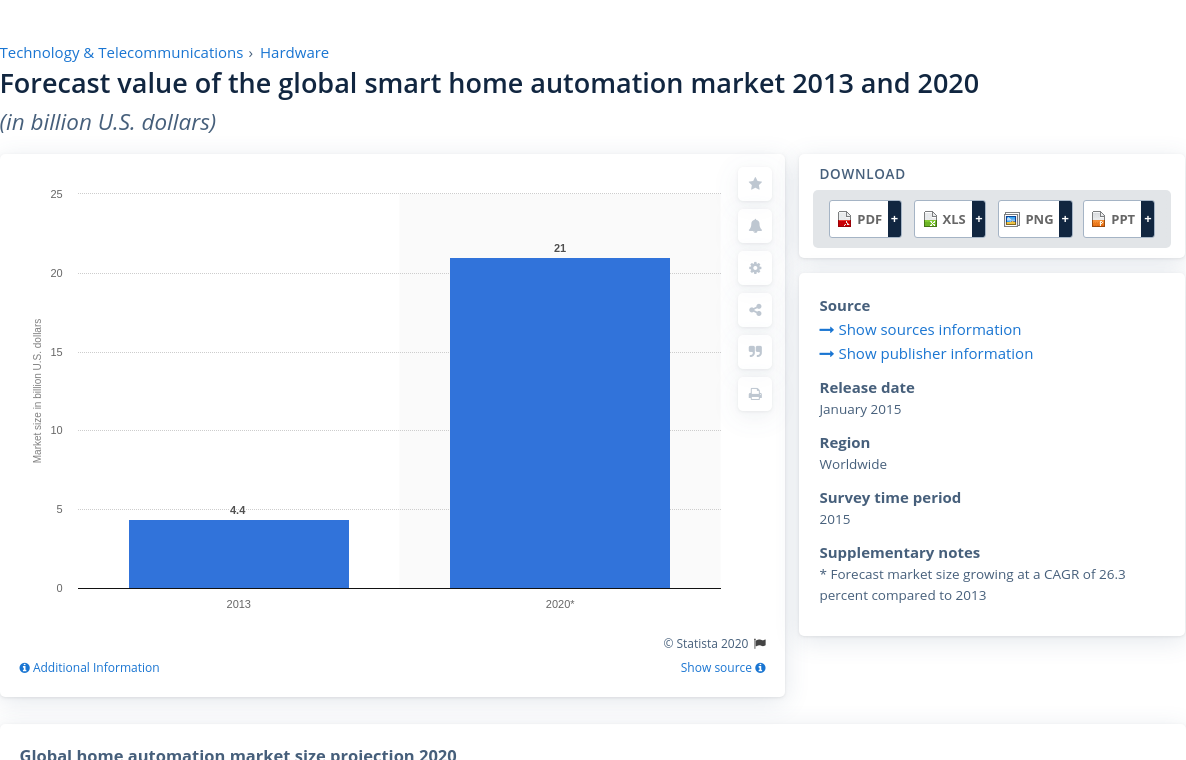 Technology & Telecommunications › Hardware
Forecast value of the global smart home automation market 2013 and 2020
(in billion U.S. dollars)
25
20
15
10
5
0
Market size in billion U.S. dollars
4.4
21
2013
2020*
© Statista 2020
Additional Information
Show source
DOWNLOAD
PDF + XLS + PNG + PPT +
Source
Show sources information
Show publisher information
Release date
January 2015
Region
Worldwide
Survey time period
2015
Supplementary notes
* Forecast market size growing at a CAGR of 26.3
percent compared to 2013
Global home automation market size projection 2020